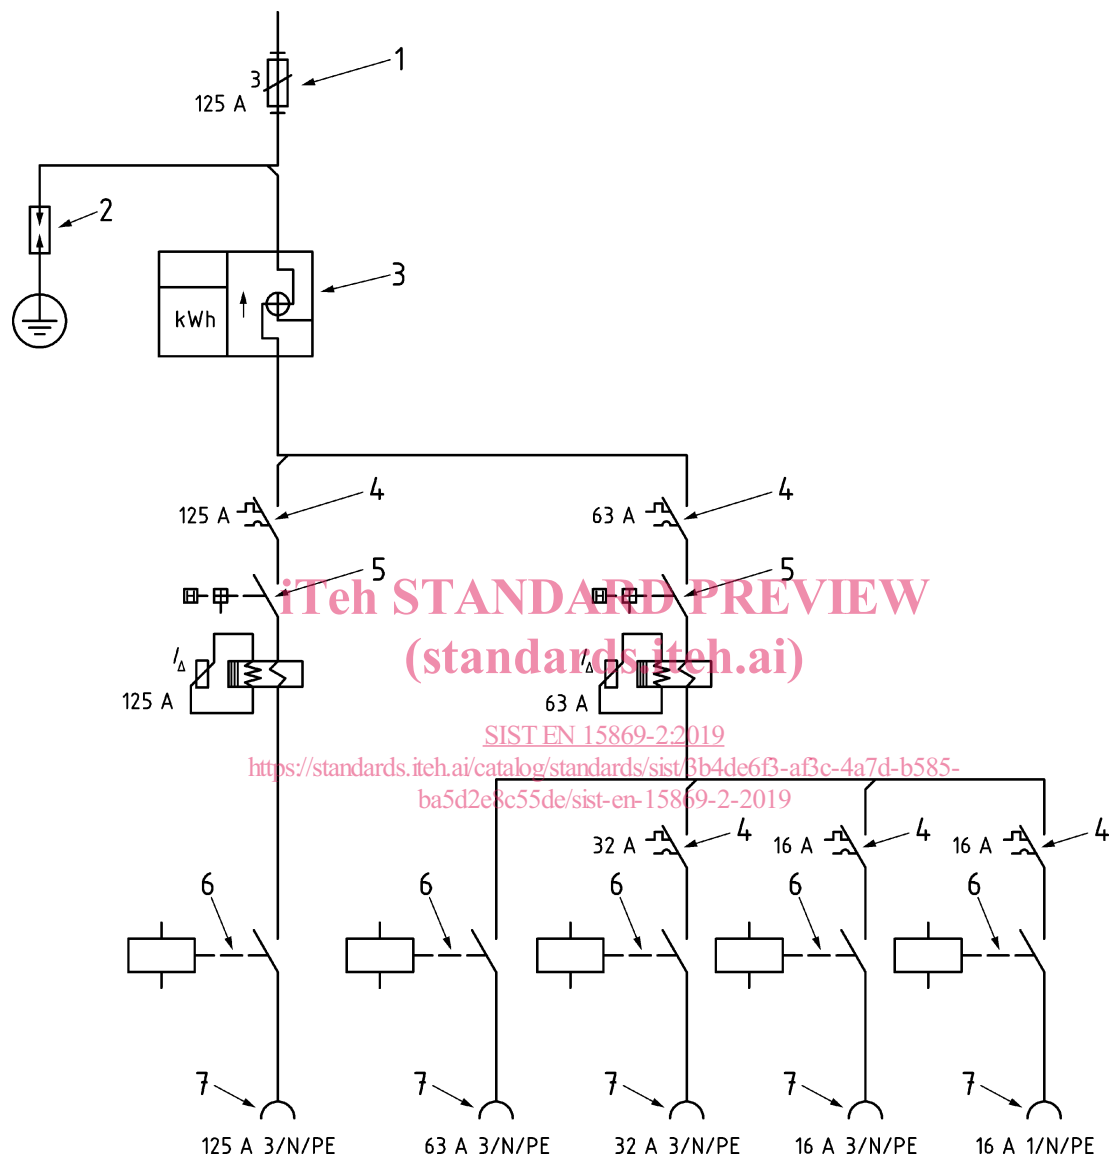 1
3
125 A
2
3
kWh
4
4
125 A
63 A
5
5
iTeh STANDARD PREVIEW
(standards.iteh.ai)
I Δ
I Δ
125 A
63 A
SIST EN 15869-2:2019
https://standards.iteh.ai/catalog/standards/sist/3b4de6f3-af3c-4a7d-b585-
ba5d2e8c55de/sist-en-15869-2-2019
4
4
4
32 A
16 A
16 A
6
6
6
6
6
7
7
7
7
7
125 A 3/N/PE
63 A 3/N/PE
32 A 3/N/PE
16 A 3/N/PE
16 A 1/N/PE